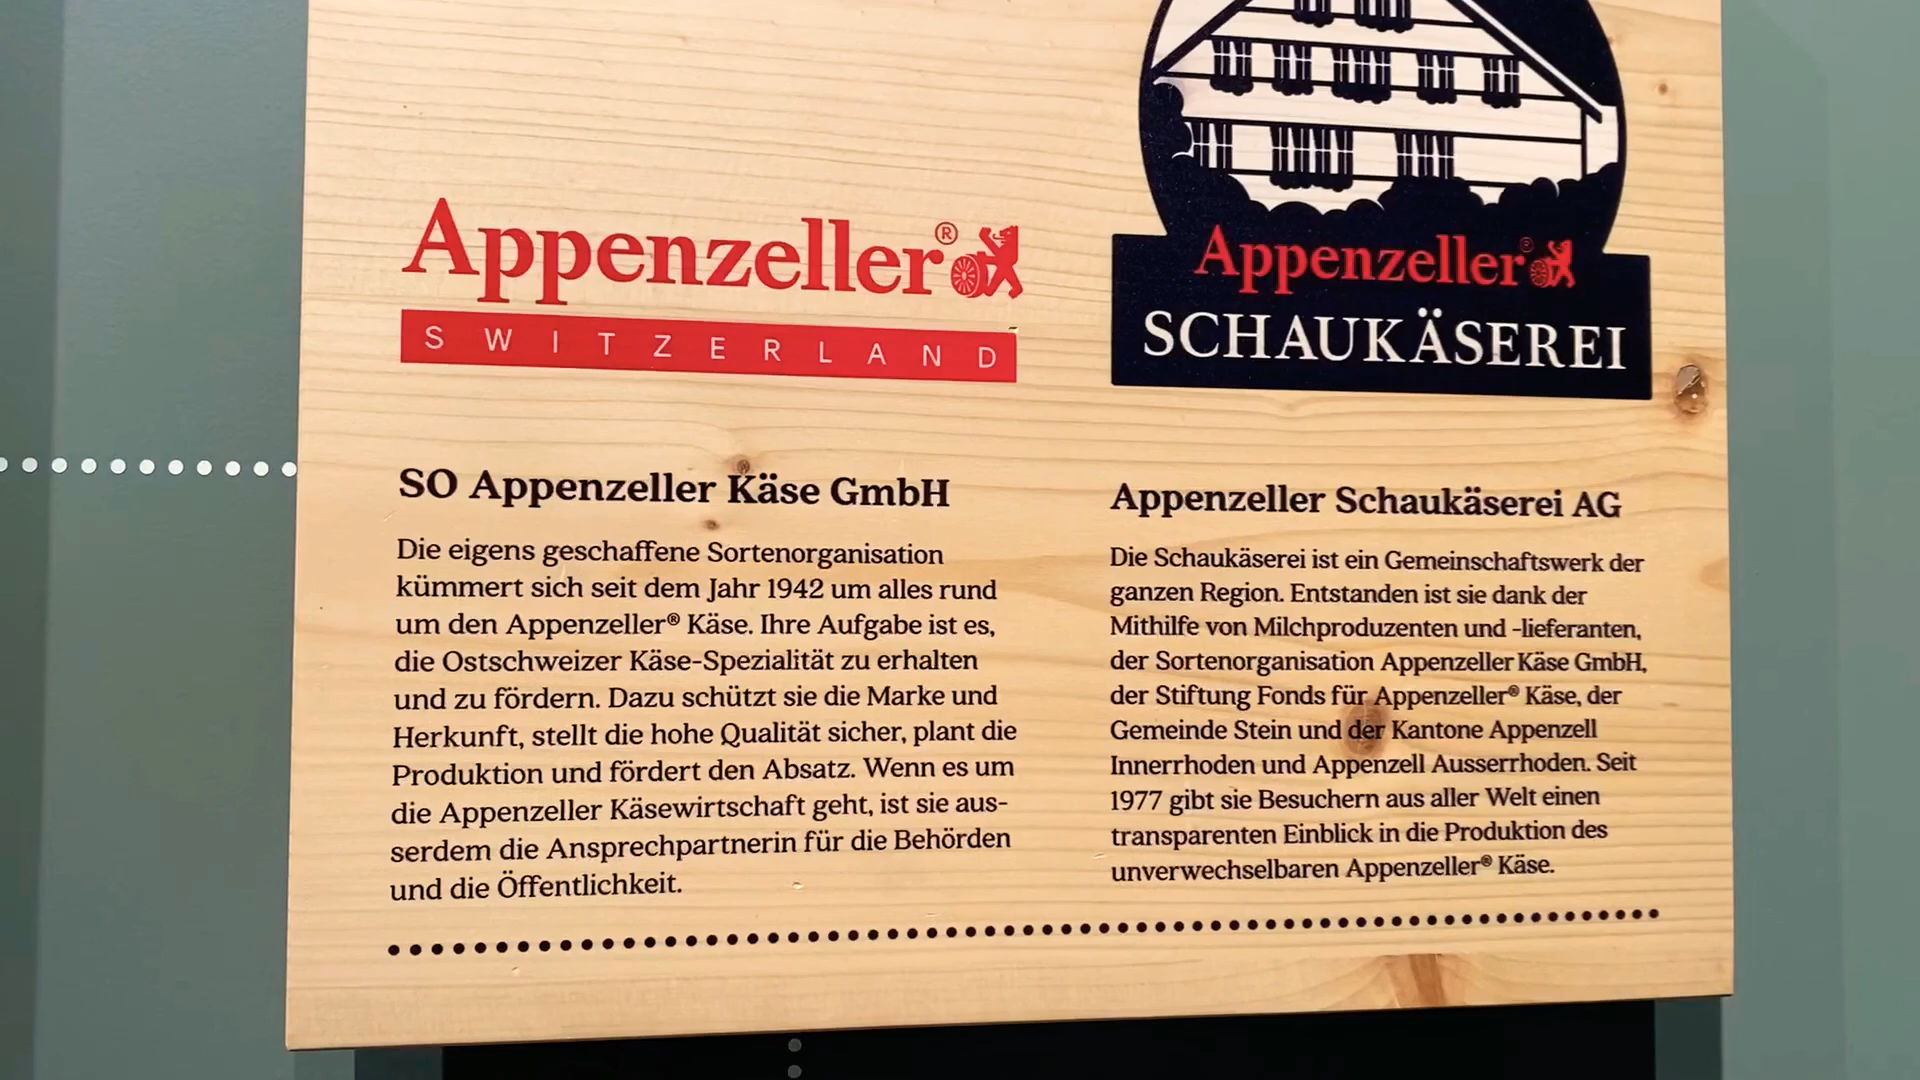 Appenzeller®
SWITZERLAND
SO Appenzeller Käse GmbH
Die eigens geschaffene Sortenorganisation
kümmert sich seit dem Jahr 1942 um alles rund
um den Appenzeller® Käse. Ihre Aufgabe ist es,
die Ostschweizer Käse-Spezialität zu erhalten
und zu fördern. Dazu schützt sie die Marke und
Herkunft, stellt die hohe Qualität sicher, plant die
Produktion und fördert den Absatz. Wenn es um
die Appenzeller Käsewirtschaft geht, ist sie aus-
serdem die Ansprechpartnerin für die Behörden
und die Öffentlichkeit.
Appenzeller®
SCHAUKÄSEREI
Appenzeller Schaukäserei AG
Die Schaukäserei ist ein Gemeinschaftswerk der
ganzen Region. Entstanden ist sie dank der
Mithilfe von Milchproduzenten und -lieferanten,
der Sortenorganisation Appenzeller Käse GmbH,
der Stiftung Fonds für Appenzeller® Käse, der
Gemeinde Stein und der Kantone Appenzell
Innerrhoden und Appenzell Ausserrhoden. Seit
1977 gibt sie Besuchern aus aller Welt einen
transparenten Einblick in die Produktion des
unverwechselbaren Appenzeller® Käse.